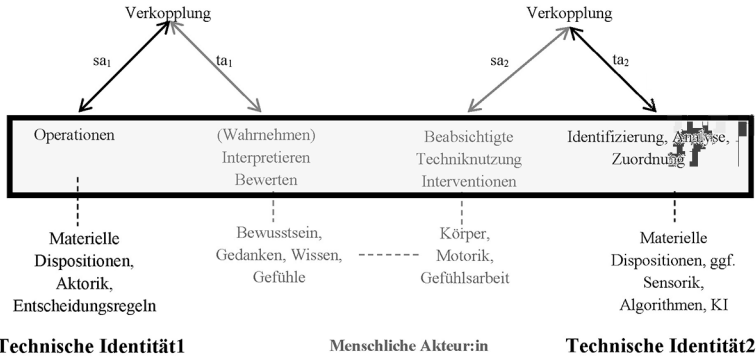 Verkopplung
Verkopplung
sa1
ta1
sa2
ta2
Operationen
(Wahrnehmen)
Interpretieren
Bewerten
Beabsichtigte
Techniknutzung
Interventionen
Identifizierung, Analyse,
Zuordnung
Materielle
Dispositionen,
Aktorik,
Entscheidungsregeln
Bewusstsein,
Gedanken, Wissen,
Gefühle
Körper,
Motorik,
Gefühlsarbeit
Materielle
Dispositionen, ggf.
Sensorik,
Algorithmen, KI
Technische Identität1
Menschliche Akteur:in
Technische Identität2